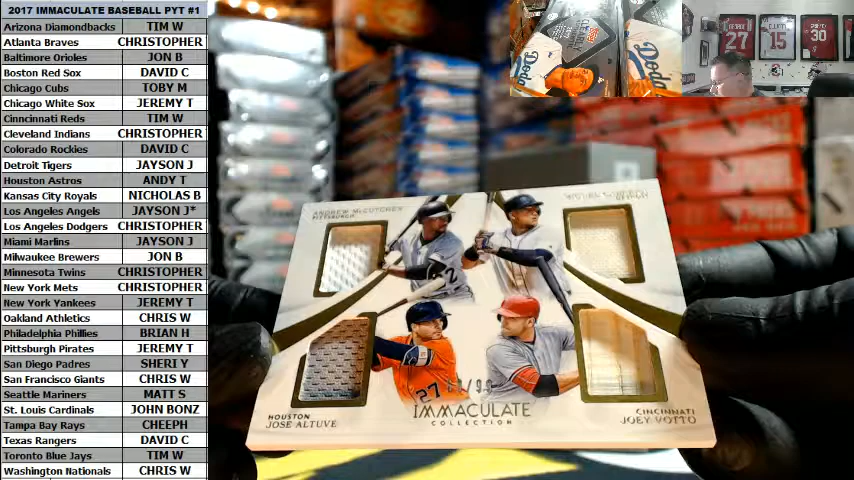 2017 IMMACULATE BASEBALL PYT #1
Arizona Diamondbacks TIM W
Atlanta Braves CHRISTOPHER
Baltimore Orioles JON B
Boston Red Sox DAVID C
Chicago Cubs TOBY M
Chicago White Sox JEREMY T
Cinncinati Reds TIM W
Cleveland Indians CHRISTOPHER
Colorado Rockies DAVID C
Detroit Tigers JAYSON J
Houston Astros ANDY T
Kansas City Royals NICHOLAS B
Los Angeles Angels JAYSON J*
Los Angeles Dodgers CHRISTOPHER
Miami Marlins JAYSON J
Milwaukee Brewers JON B
Minnesota Twins CHRISTOPHER
New York Mets CHRISTOPHER
New York Yankees JEREMY T
Oakland Athletics CHRIS W
Philadelphia Phillies BRIAN H
Pittsburgh Pirates JEREMY T
San Diego Padres SHERI Y
San Francisco Giants CHRIS W
Seattle Mariners MATT S
St. Louis Cardinals JOHN BONZ
Tampa Bay Rays CHEEPH
Texas Rangers DAVID C
Toronto Blue Jays TIM W
Washington Nationals CHRIS W
27
15
30
ANDREW McCUTCHEN
PITTSBURGH
2
27
IMMACULATE
COLLECTION
HOUSTON
JOSE ALTUVE
CINCINNATI
JOEY VOTTO